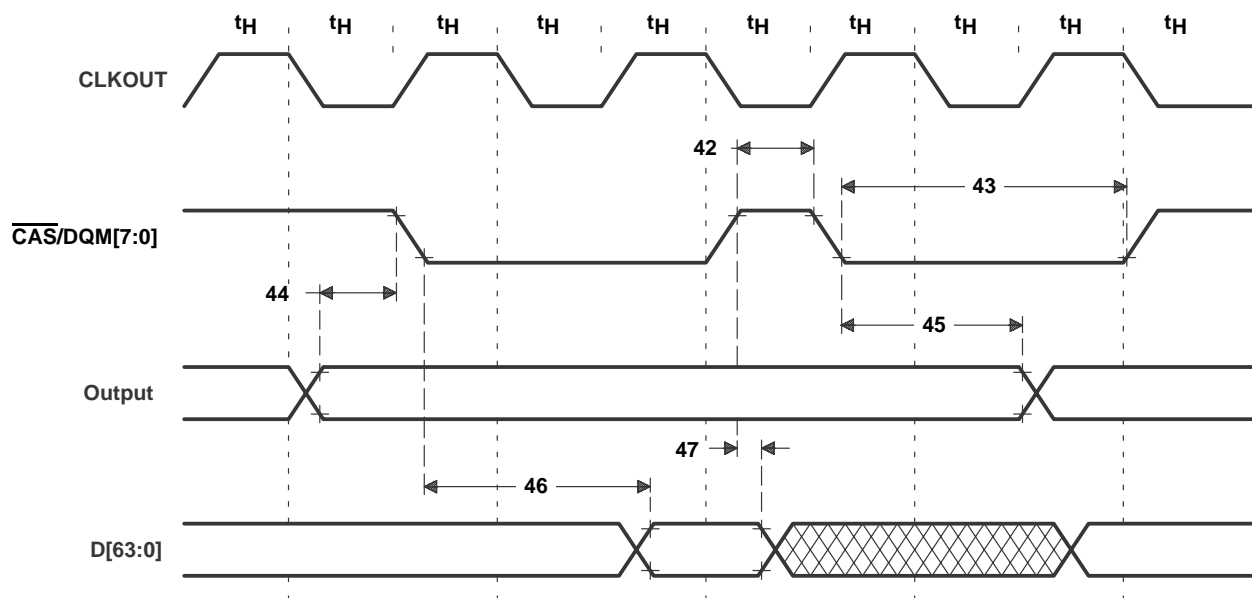 tH tH tH tH tH tH tH tH tH tH
CLKOUT
42
43
CAS/DQM[7:0]
44
45
Output
47
46
D[63:0]